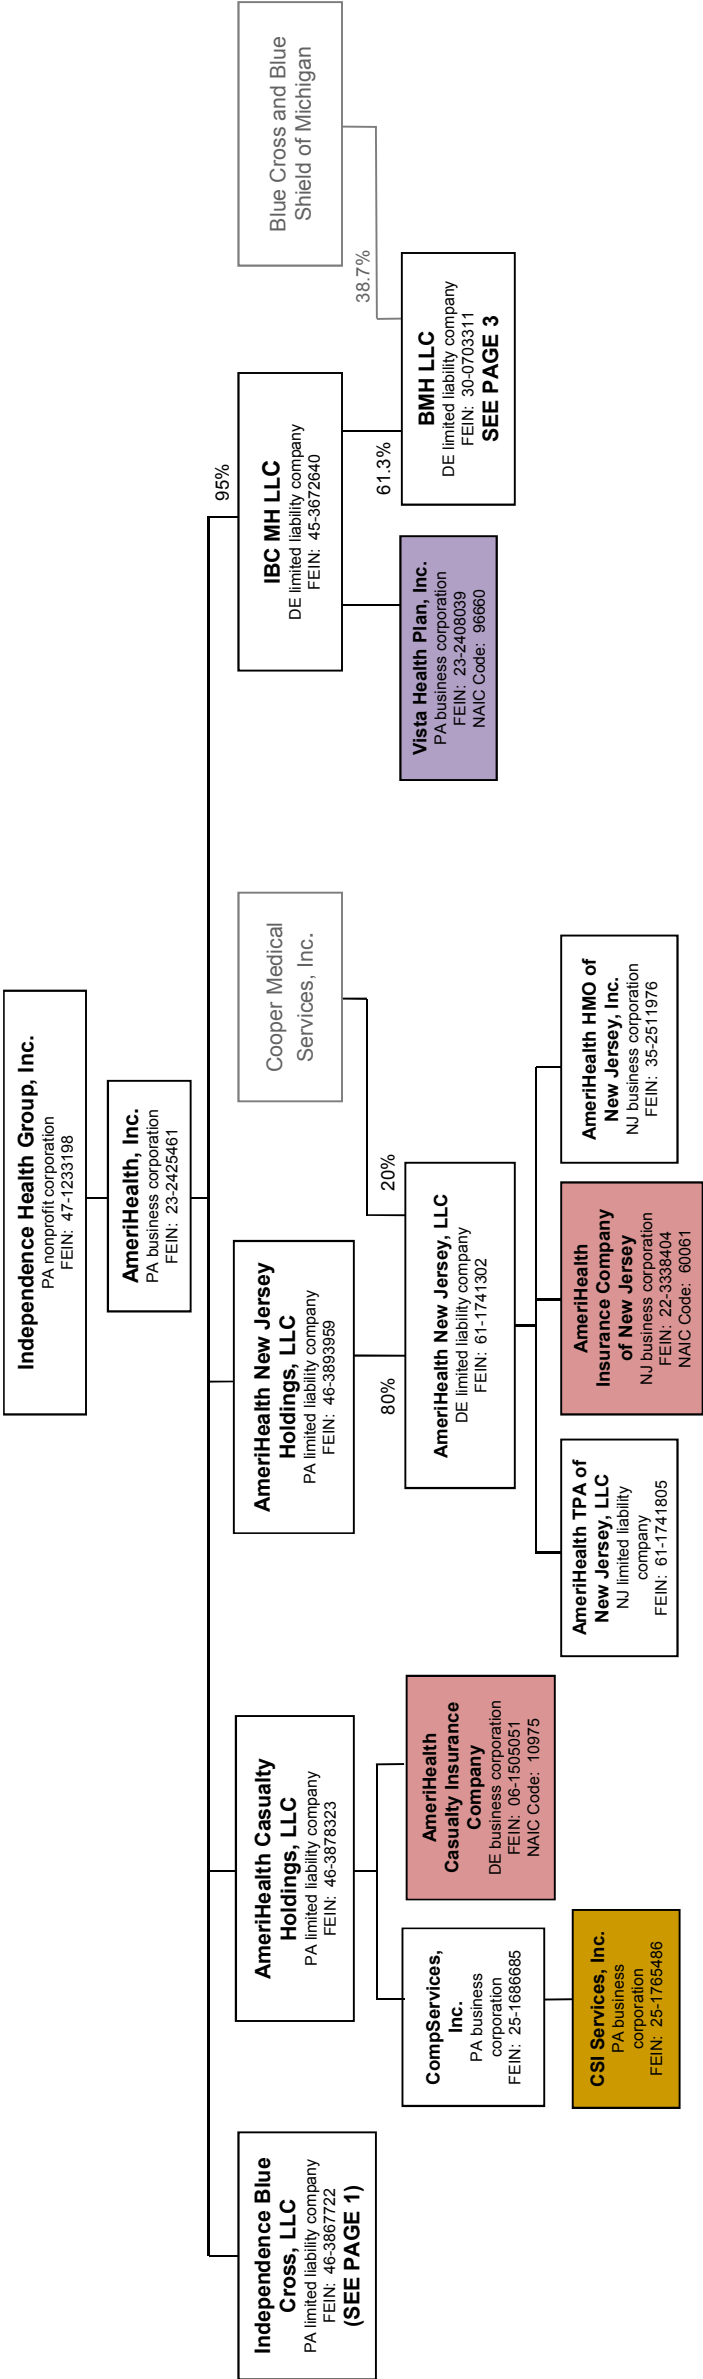 Independence Health Group, Inc.
PA nonprofit corporation
FEIN: 47-1233198
AmeriHealth, Inc.
PA business corporation
FEIN: 23-2425461
95%
Independence Blue
Cross, LLC
PA limited liability company
FEIN: 46-3867722
(SEE PAGE 1)
AmeriHealth Casualty
Holdings, LLC
PA limited liability company
FEIN: 46-3878323
AmeriHealth New Jersey
Holdings, LLC
PA limited liability company
FEIN: 46-3893959
Cooper Medical
Services, Inc.
IBC MH LLC
DE limited liability company
FEIN: 45-3672640
Blue Cross and Blue
Shield of Michigan
80%
20%
61.3%
38.7%
CompServices,
Inc.
PA business
corporation
FEIN: 25-1686685
AmeriHealth
Casualty Insurance
Company
DE business corporation
FEIN: 06-1505051
NAIC Code: 10975
AmeriHealth New Jersey, LLC
DE limited liability company
FEIN: 61-1741302
Vista Health Plan, Inc.
PA business corporation
FEIN: 23-2408039
NAIC Code: 96660
BMH LLC
DE limited liability company
FEIN: 30-0703311
SEE PAGE 3
CSI Services, Inc.
PA business
corporation
FEIN: 25-1765486
AmeriHealth TPA of
New Jersey, LLC
NJ limited liability
company
FEIN: 61-1741805
AmeriHealth
Insurance Company
of New Jersey
NJ business corporation
FEIN: 22-3338404
NAIC Code: 60061
AmeriHealth HMO of
New Jersey, Inc.
NJ business corporation
FEIN: 35-2511976